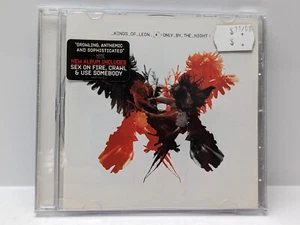 .KINGS.OF.LEON. .ONLY.BY.THE.NIGHT.
"GROWLING, ANTHEMIC
AND SOPHISTICATED"
NEW ALBUM INCLUDES
SEX ON FIRE, CRAWL
& USE SOMEBODY
$
$